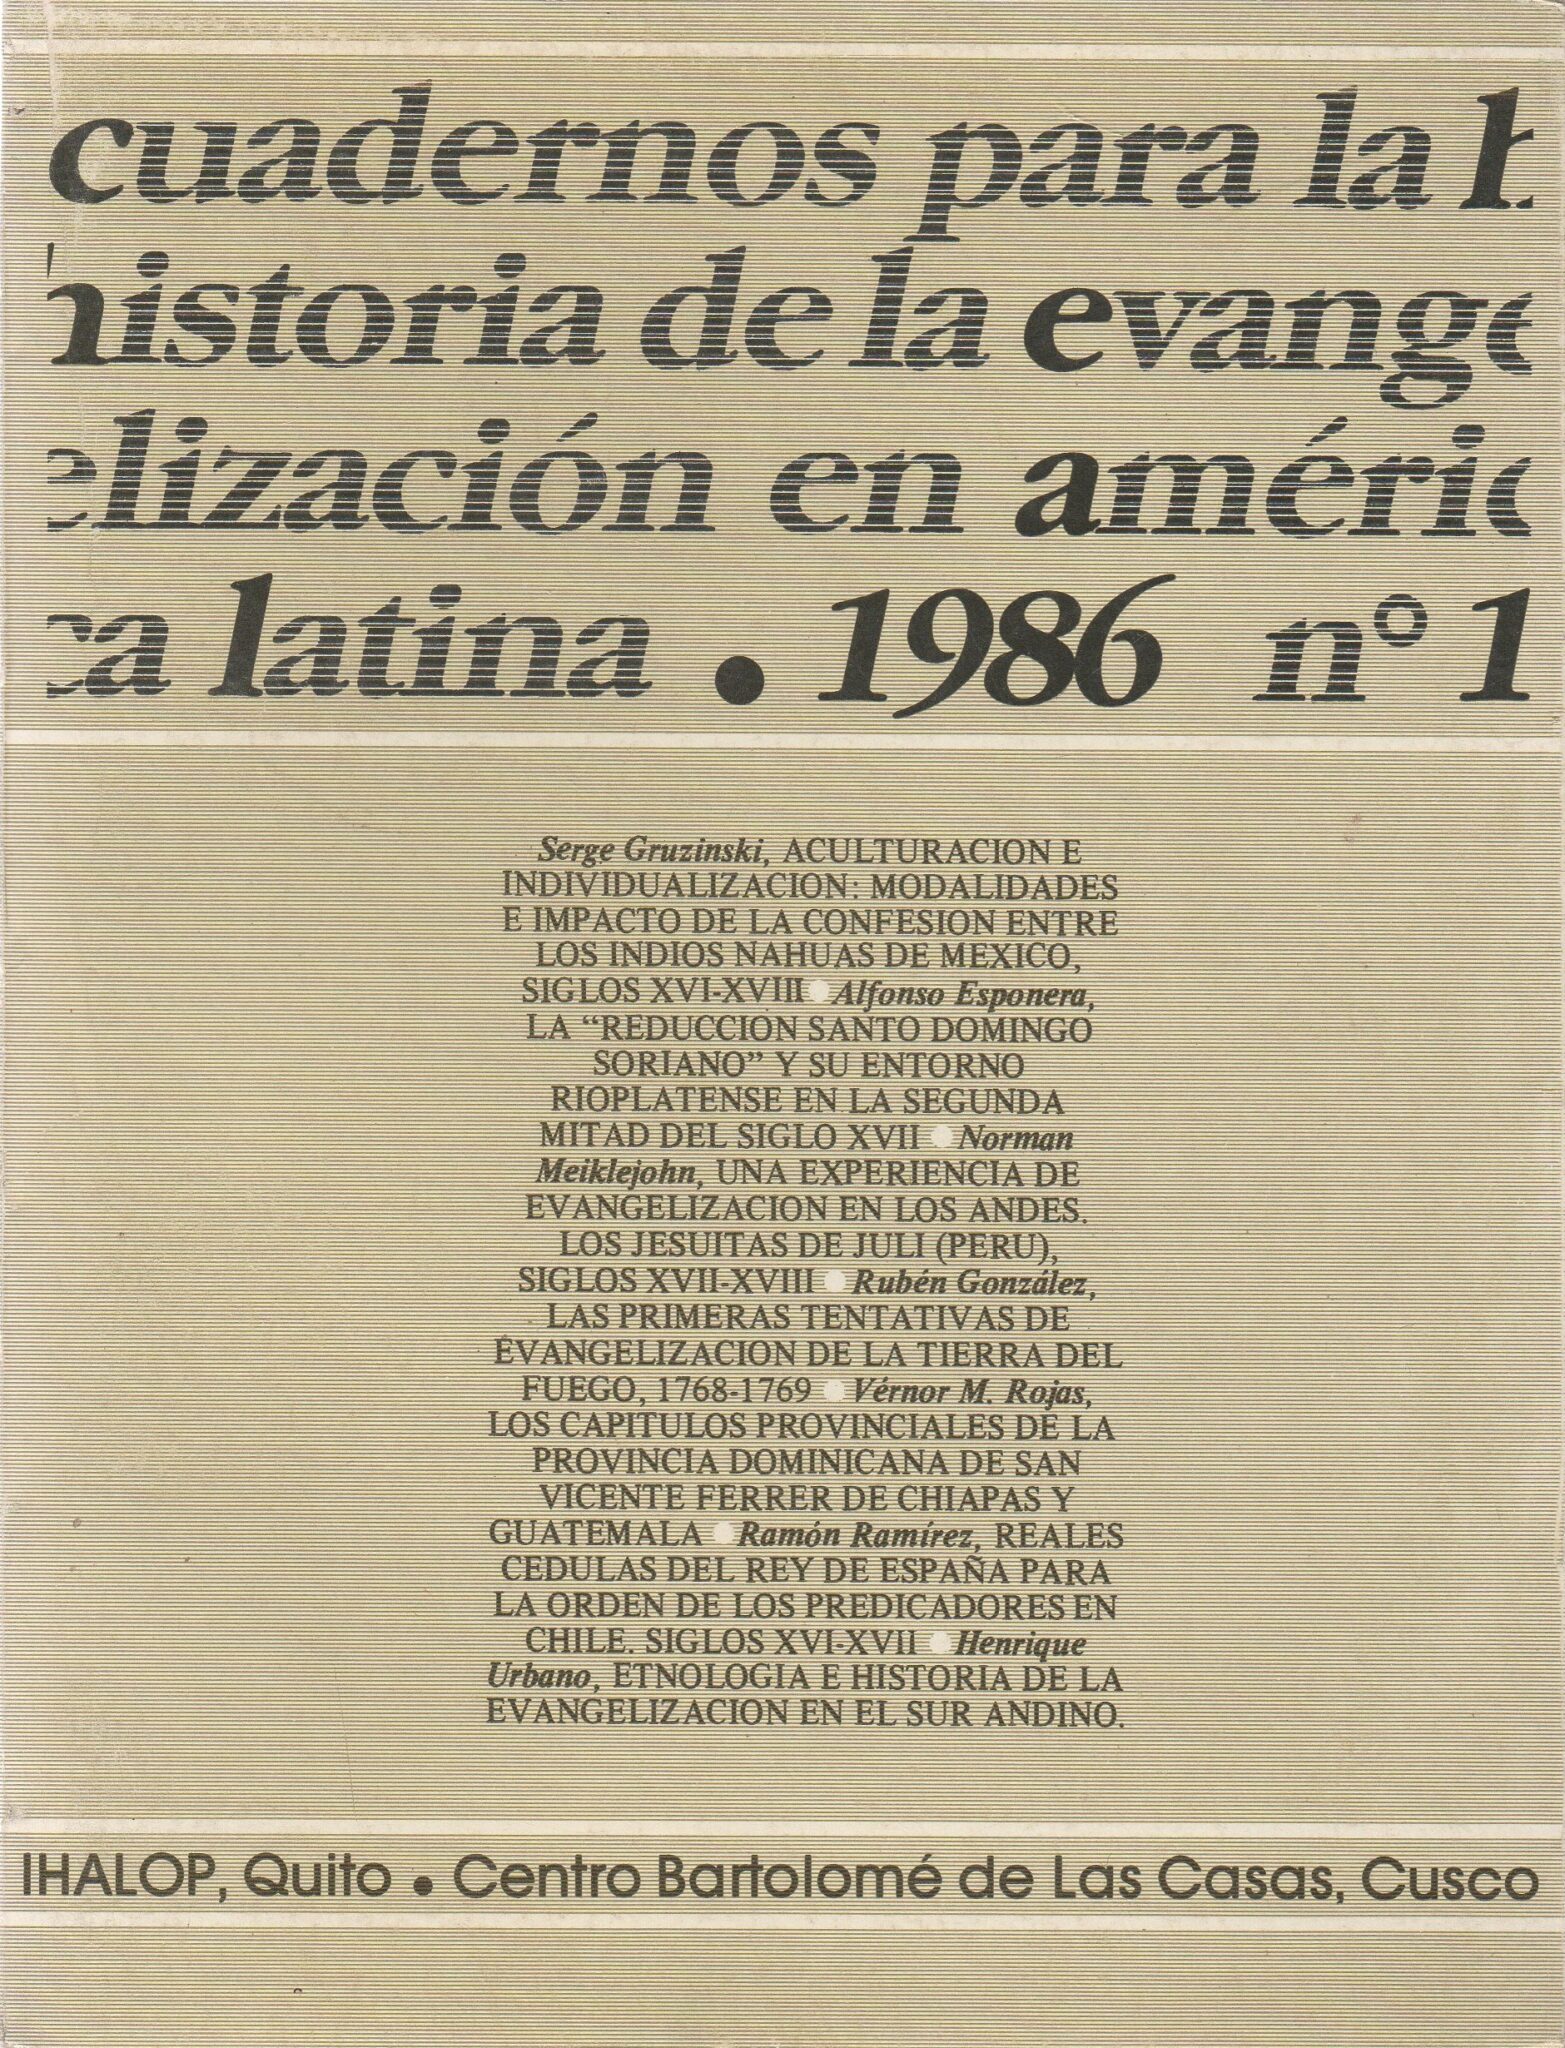 cuadernos para la h
historia de la evange
elización en améric
ca latina • 1986 n° 1
Serge Gruzinski, ACULTURACION E
INDIVIDUALIZACION: MODALIDADES
E IMPACTO DE LA CONFESION ENTRE
LOS INDIOS NAHUAS DE MEXICO,
SIGLOS XVI-XVIII ● Alfonso Esponera,
LA “REDUCCION SANTO DOMINGO
SORIANO” Y SU ENTORNO
RIOPLATENSE EN LA SEGUNDA
MITAD DEL SIGLO XVII ● Norman
Meiklejohn, UNA EXPERIENCIA DE
EVANGELIZACION EN LOS ANDES.
LOS JESUITAS DE JULI (PERU),
SIGLOS XVII-XVIII ● Rubén González,
LAS PRIMERAS TENTATIVAS DE
EVANGELIZACION DE LA TIERRA DEL
FUEGO, 1768-1769 ● Vérnor M. Rojas,
LOS CAPITULOS PROVINCIALES DE LA
PROVINCIA DOMINICANA DE SAN
VICENTE FERRER DE CHIAPAS Y
GUATEMALA ● Ramón Ramírez, REALES
CEDULAS DEL REY DE ESPAÑA PARA
LA ORDEN DE LOS PREDICADORES EN
CHILE. SIGLOS XVI-XVII ● Henrique
Urbano, ETNOLOGIA E HISTORIA DE LA
EVANGELIZACION EN EL SUR ANDINO.
IHALOP, Quito • Centro Bartolomé de Las Casas, Cusco